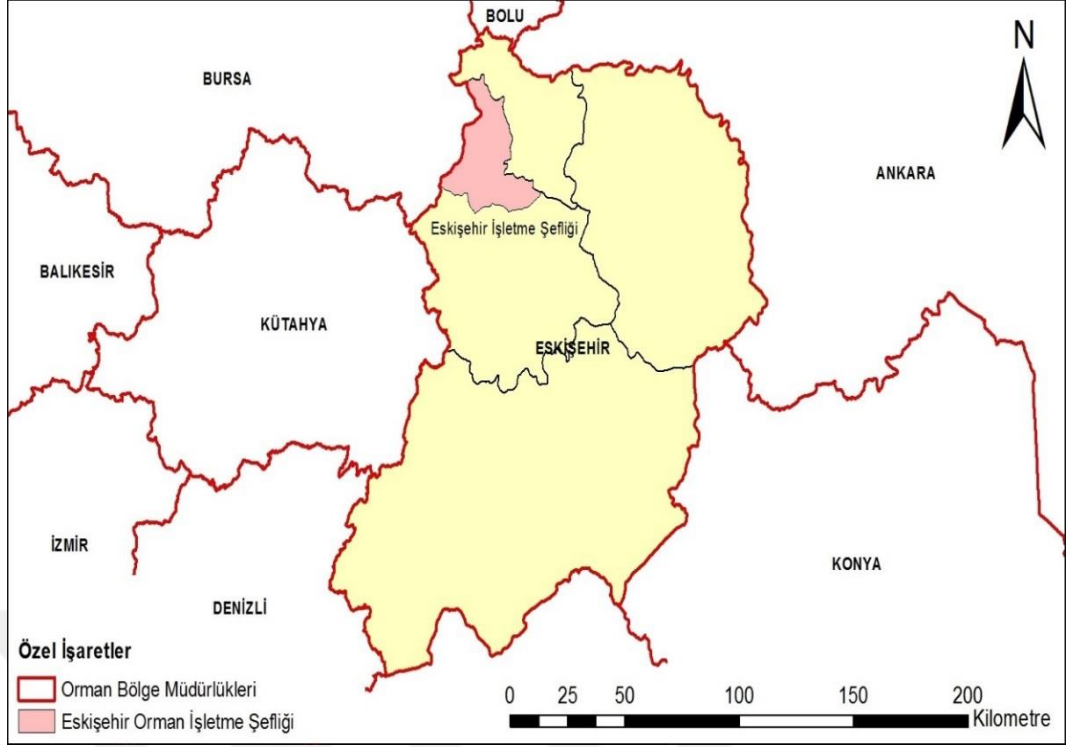 BOLU
N
BURSA
ANKARA
Eskişehir İşletme Şefliği
BALIKESİR
KÜTAHYA
ESKİŞEHİR
İZMİR
KONYA
DENİZLİ
Özel İşaretler
Orman Bölge Müdürlükleri
Eskişehir Orman İşletme Şefliği
0 25 50 100 150 200
Kilometre